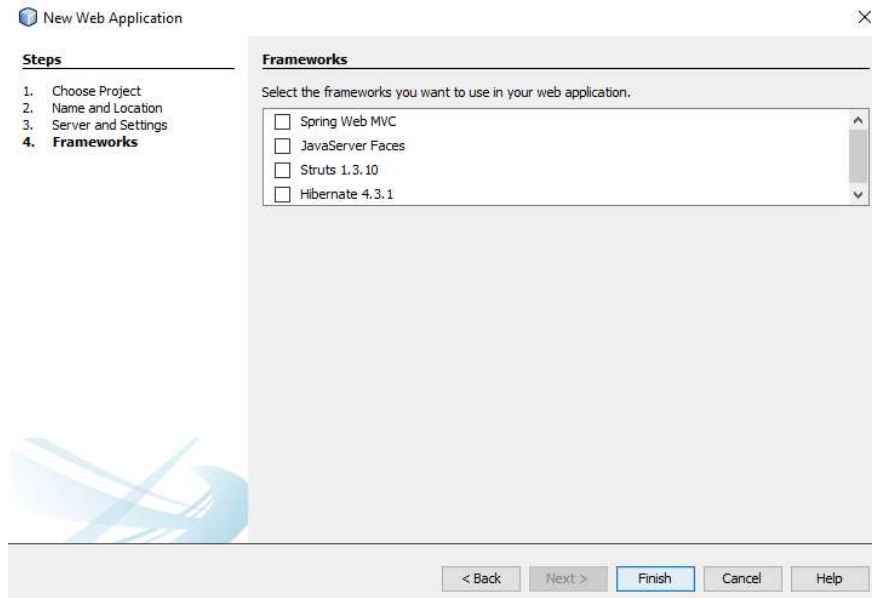 New Web Application
Steps
1. Choose Project
2. Name and Location
3. Server and Settings
4. Frameworks
Frameworks
Select the frameworks you want to use in your web application.
Spring Web MVC
JavaServer Faces
Struts 1.3.10
Hibernate 4.3.1
< Back Next > Finish Cancel Help